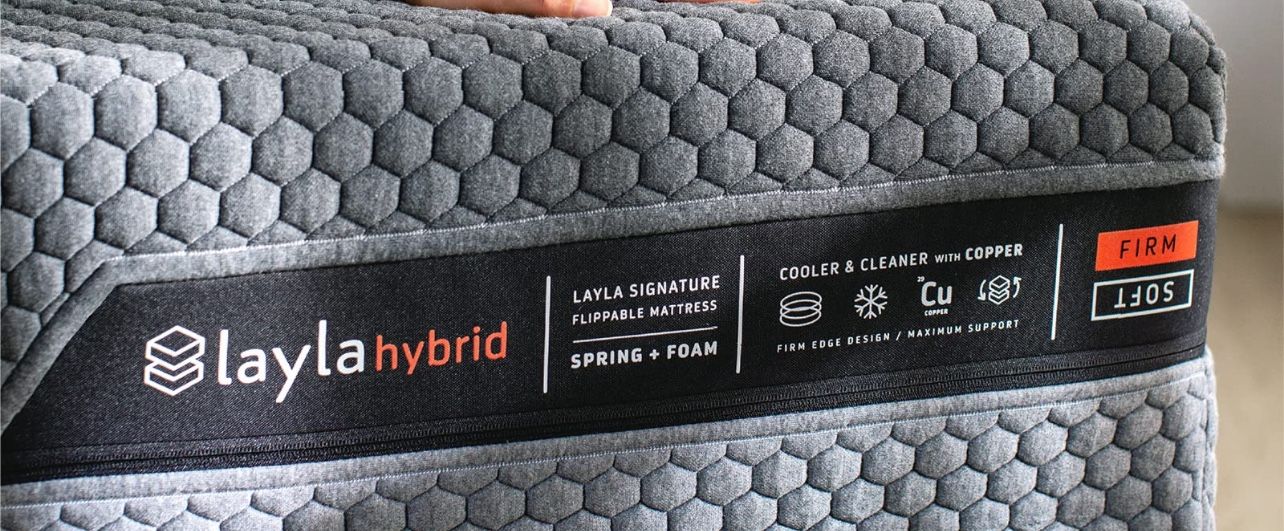 layla hybrid
LAYLA SIGNATURE
FLIPPABLE MATTRESS
SPRING + FOAM
COOLER & CLEANER WITH COPPER
29
Cu
COPPER
FIRM EDGE DESIGN / MAXIMUM SUPPORT
FIRM
SOFT